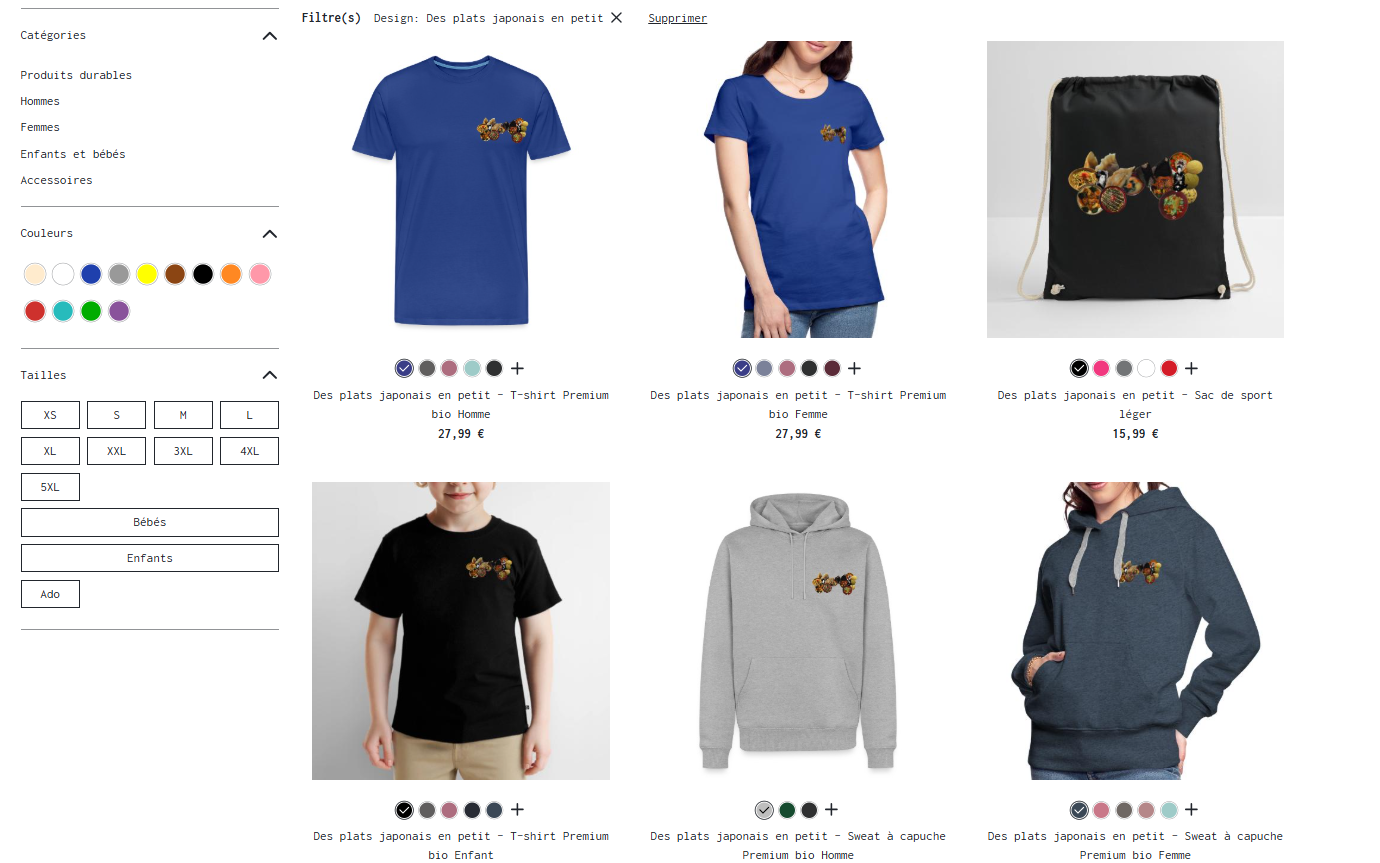 Filtre(s) Design: Des plats japonais en petit Supprimer
Catégories
Produits durables
Hommes
Femmes
Enfants et bébés
Accessoires
Couleurs
Tailles
XS S M L
XL XXL 3XL 4XL
5XL
Bébés
Enfants
Ado
Des plats japonais en petit - T-shirt Premium
bio Homme
27,99 €
Des plats japonais en petit - T-shirt Premium
bio Femme
27,99 €
Des plats japonais en petit - Sac de sport
léger
15,99 €
Des plats japonais en petit - T-shirt Premium
bio Enfant
Des plats japonais en petit - Sweat à capuche
Premium bio Homme
Des plats japonais en petit - Sweat à capuche
Premium bio Femme